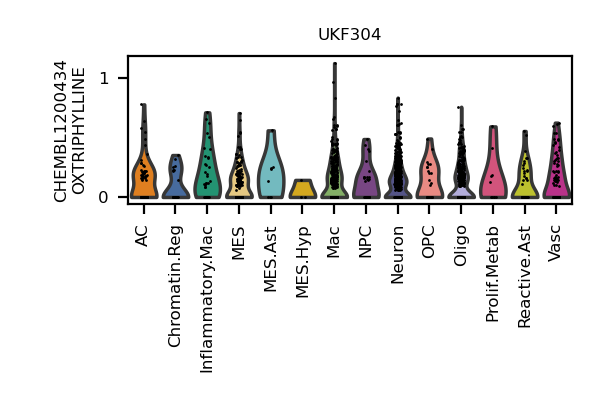 UKF304
CHEMBL1200434
OXTRIPHYLLINE
1
0
AC
Chromatin.Reg
Inflammatory.Mac
MES
MES.Ast
MES.Hyp
Mac
NPC
Neuron
OPC
Oligo
Prolif.Metab
Reactive.Ast
Vasc